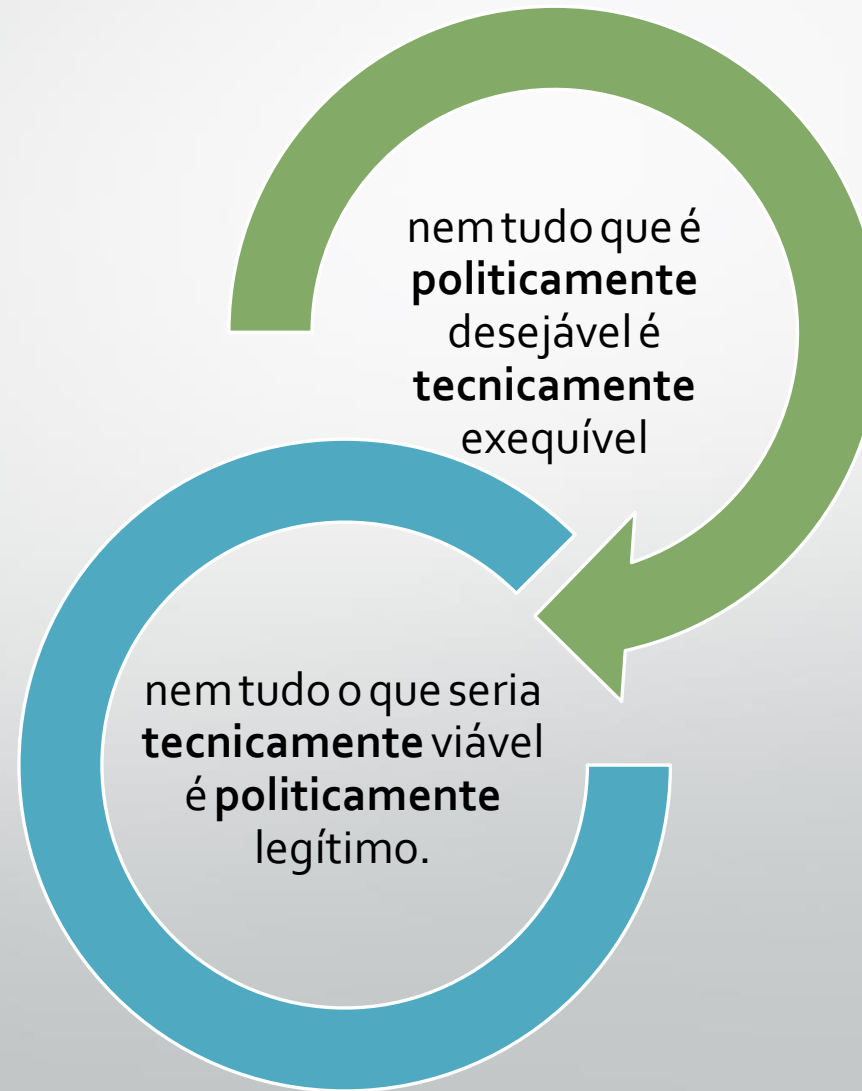 nem tudo que é
politicamente
desejável é
tecnicamente
exequível
nem tudo o que seria
tecnicamente viável
é politicamente
legítimo.